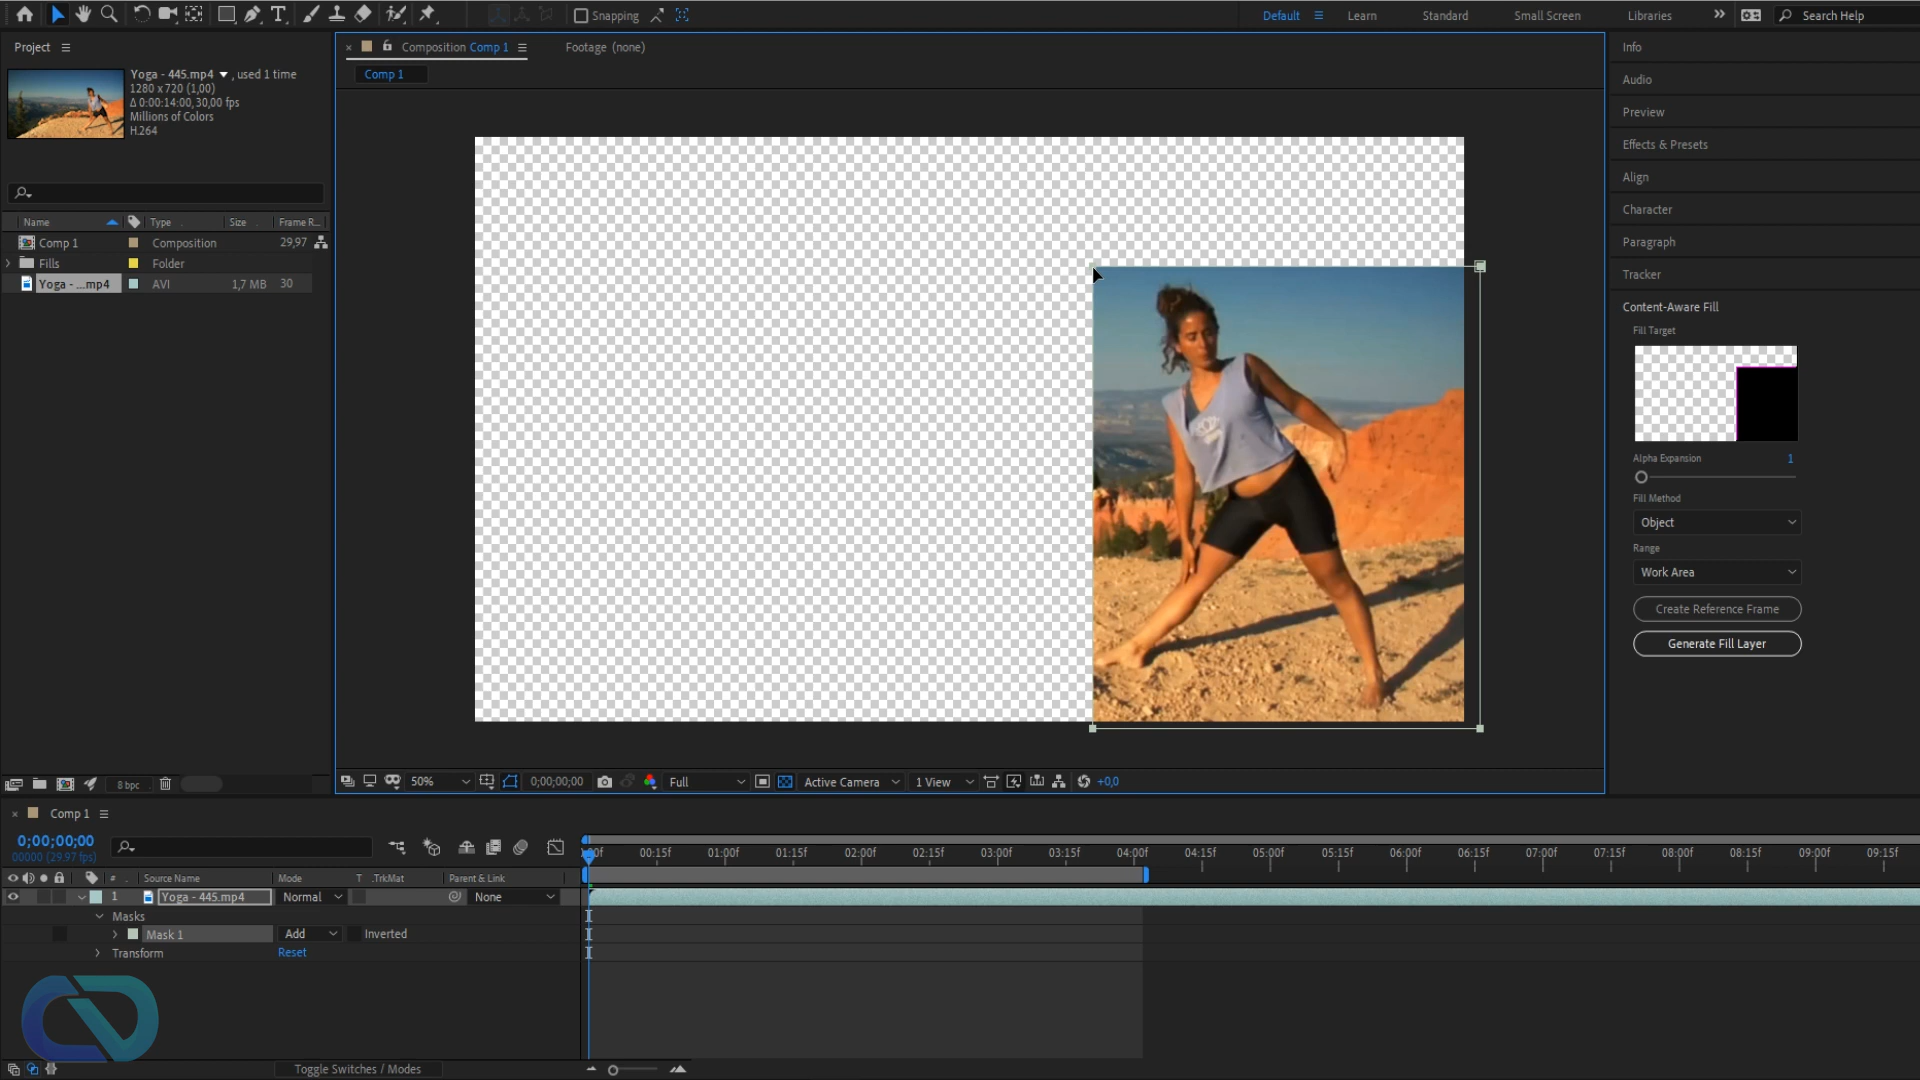 Snapping
Default
Learn
Standard
Small Screen
Libraries
Search Help
Project
Yoga - 445.mp4 , used 1 time
1280 x 720 (1,00)
Δ 0:00:14:00, 30,00 fps
Millions of Colors
H.264
Name Type Size Frame R...
Comp 1 Composition 29,97
Fills Folder
Yoga - ...mp4 AVI 1,7 MB 30
8 bpc
Composition Comp 1
Footage (none)
Comp 1
50%
0;00;00;00
Full
Active Camera
1 View
+0,0
Info
Audio
Preview
Effects & Presets
Align
Character
Paragraph
Tracker
Content-Aware Fill
Fill Target
Alpha Expansion 1
Fill Method
Object
Range
Work Area
Create Reference Frame
Generate Fill Layer
Comp 1
0;00;00;00
00000 (29.97 fps)
:00f 00:15f 01:00f 01:15f 02:00f 02:15f 03:00f 03:15f 04:00f 04:15f 05:00f 05:15f 06:00f 06:15f 07:00f 07:15f 08:00f 08:15f 09:00f 09:15f
# Source Name Mode T .TrkMat Parent & Link
1 Yoga - 445.mp4 Normal None
Masks
Mask 1 Add Inverted
Transform Reset
Toggle Switches / Modes